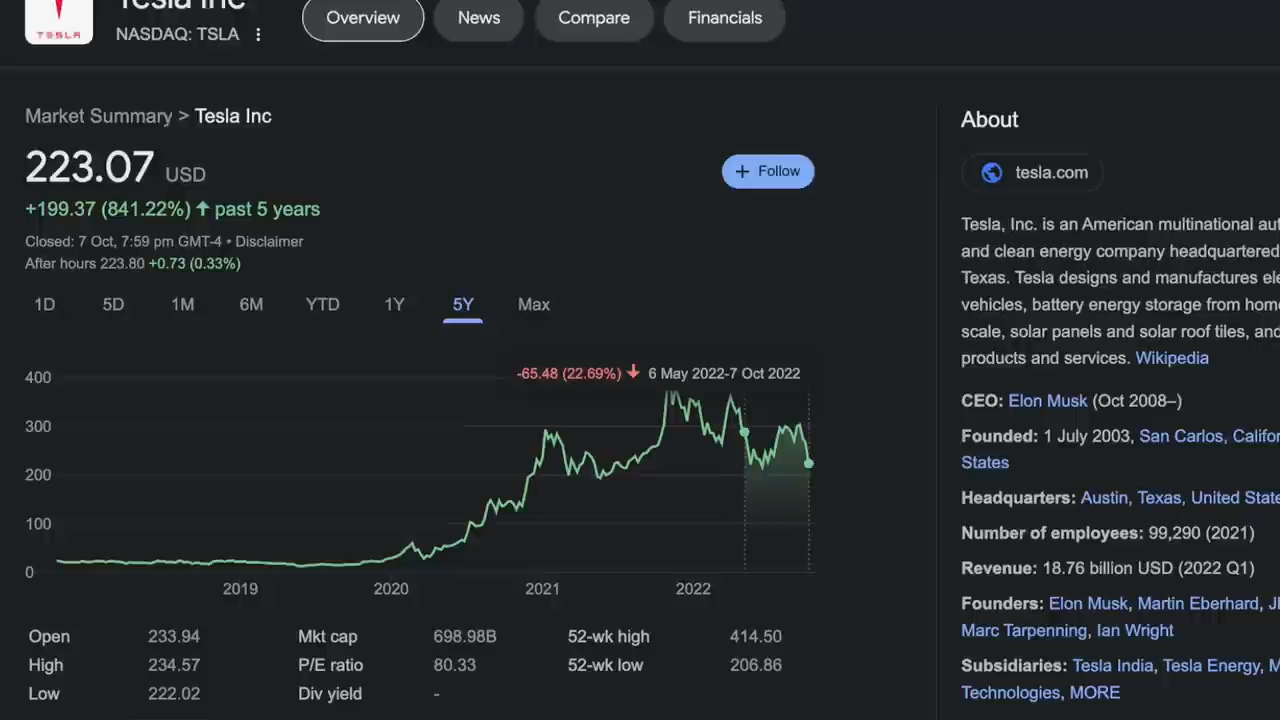 Tesla Inc
TESLA
NASDAQ: TSLA
Overview
News
Compare
Financials
Market Summary > Tesla Inc
223.07 USD
+ Follow
+199.37 (841.22%) ↑ past 5 years
Closed: 7 Oct, 7:59 pm GMT-4 • Disclaimer
After hours 223.80 +0.73 (0.33%)
1D 5D 1M 6M YTD 1Y 5Y Max
-65.48 (22.69%) ↓ 6 May 2022-7 Oct 2022
400
300
200
100
0
2019 2020 2021 2022
Open 233.94 Mkt cap 698.98B 52-wk high 414.50
High 234.57 P/E ratio 80.33 52-wk low 206.86
Low 222.02 Div yield -
About
tesla.com
Tesla, Inc. is an American multinational
and clean energy company headquartered
Texas. Tesla designs and manufactures
vehicles, battery energy storage from
scale, solar panels and solar roof tiles,
products and services. Wikipedia
CEO: Elon Musk (Oct 2008–)
Founded: 1 July 2003, San Carlos,
States
Headquarters: Austin, Texas, United
Number of employees: 99,290 (2021)
Revenue: 18.76 billion USD (2022 Q1)
Founders: Elon Musk, Martin Eberhard,
Marc Tarpenning, Ian Wright
Subsidiaries: Tesla India, Tesla Energy,
Technologies, MORE